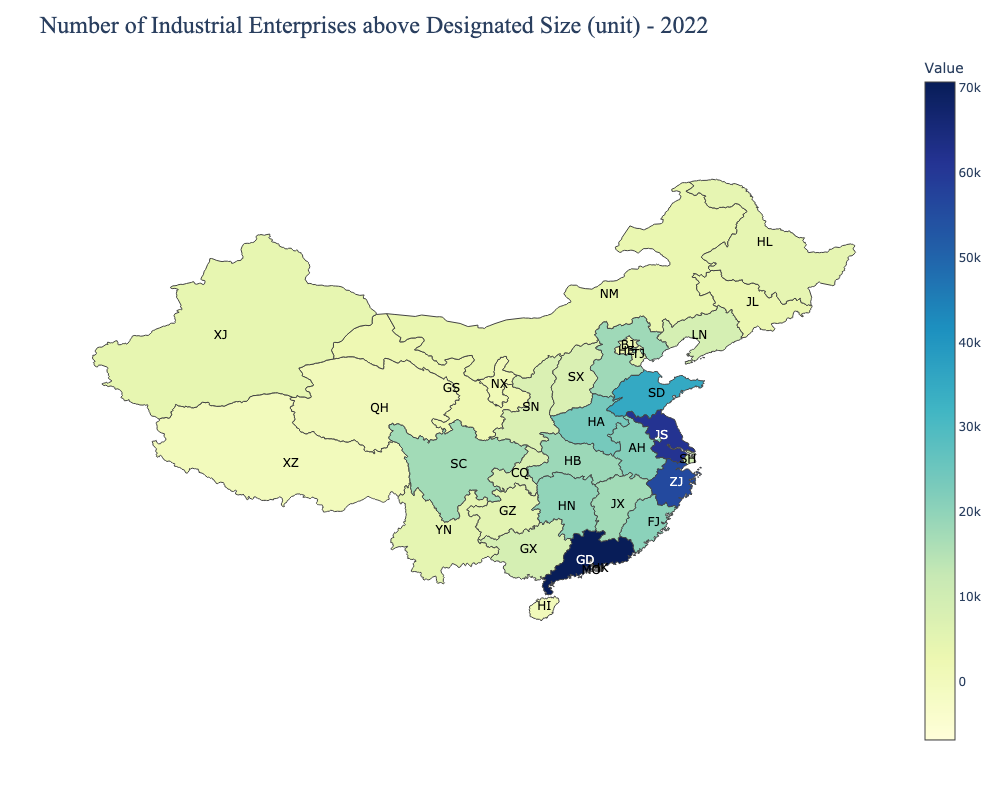 Number of Industrial Enterprises above Designated Size (unit) - 2022
Value
70k
60k
50k
40k
30k
20k
10k
0
HL
NM
JL
XJ
LN
BJ
HE
TJ
SX
NX
GS
SD
QH
SN
HA
JS
AH
SH
XZ
SC
HB
CQ
ZJ
HN
JX
GZ
FJ
YN
GX
GD
HK
MO
HI